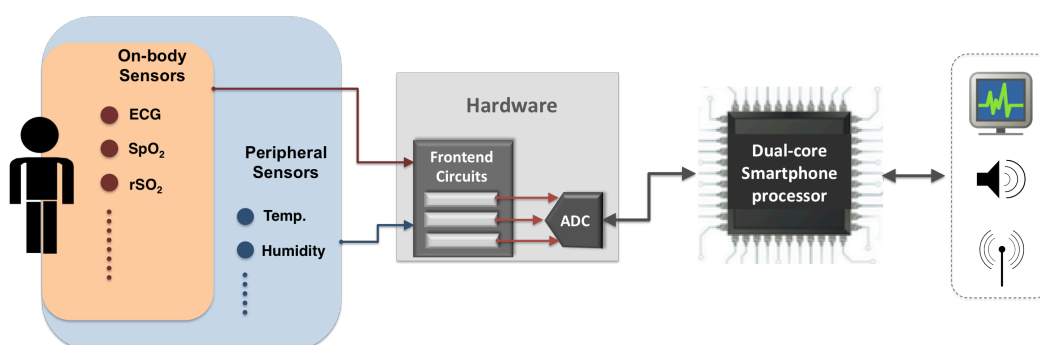 On-body
Sensors
ECG
SpO₂
rSO₂
Peripheral
Sensors
Temp.
Humidity
Hardware
Frontend
Circuits
ADC
Dual-core
Smartphone
processor